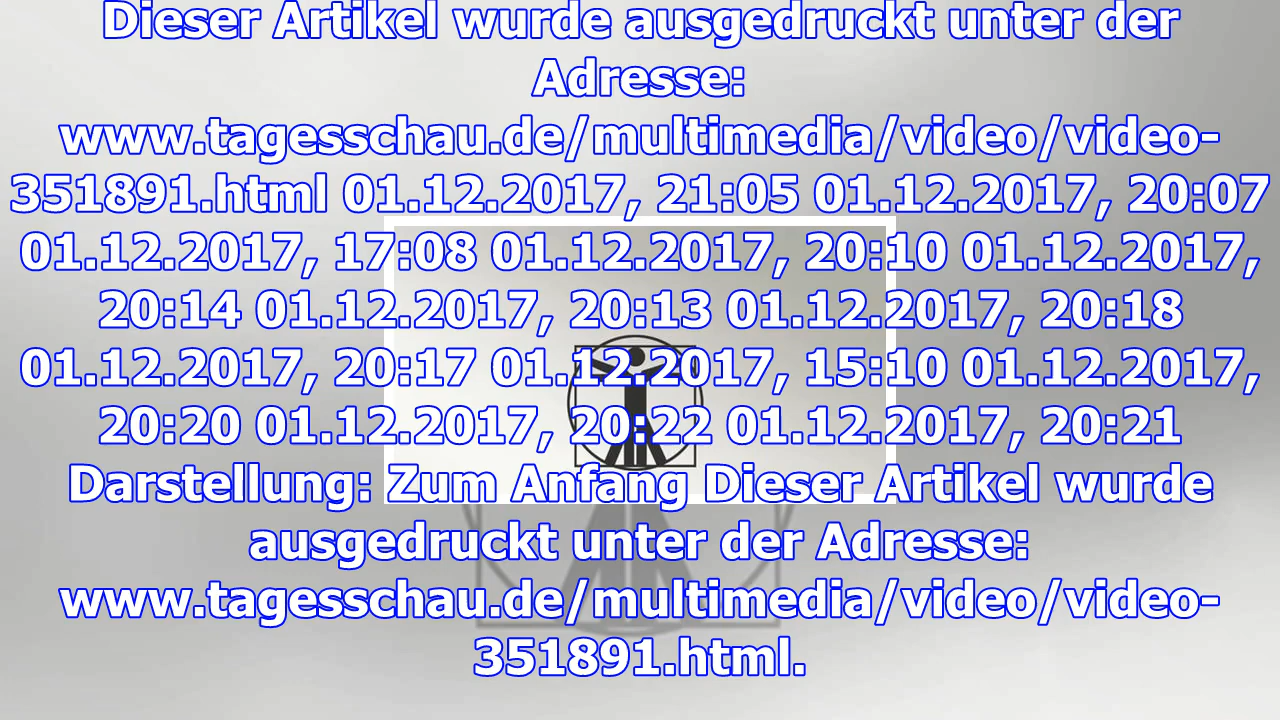 Dieser Artikel wurde ausgedruckt unter der
Adresse:
www.tagesschau.de/multimedia/video/video-
351891.html 01.12.2017, 21:05 01.12.2017, 20:07
01.12.2017, 17:08 01.12.2017, 20:10 01.12.2017,
20:14 01.12.2017, 20:13 01.12.2017, 20:18
01.12.2017, 20:17 01.12.2017, 15:10 01.12.2017,
20:20 01.12.2017, 20:22 01.12.2017, 20:21
Darstellung: Zum Anfang Dieser Artikel wurde
ausgedruckt unter der Adresse:
www.tagesschau.de/multimedia/video/video-
351891.html.